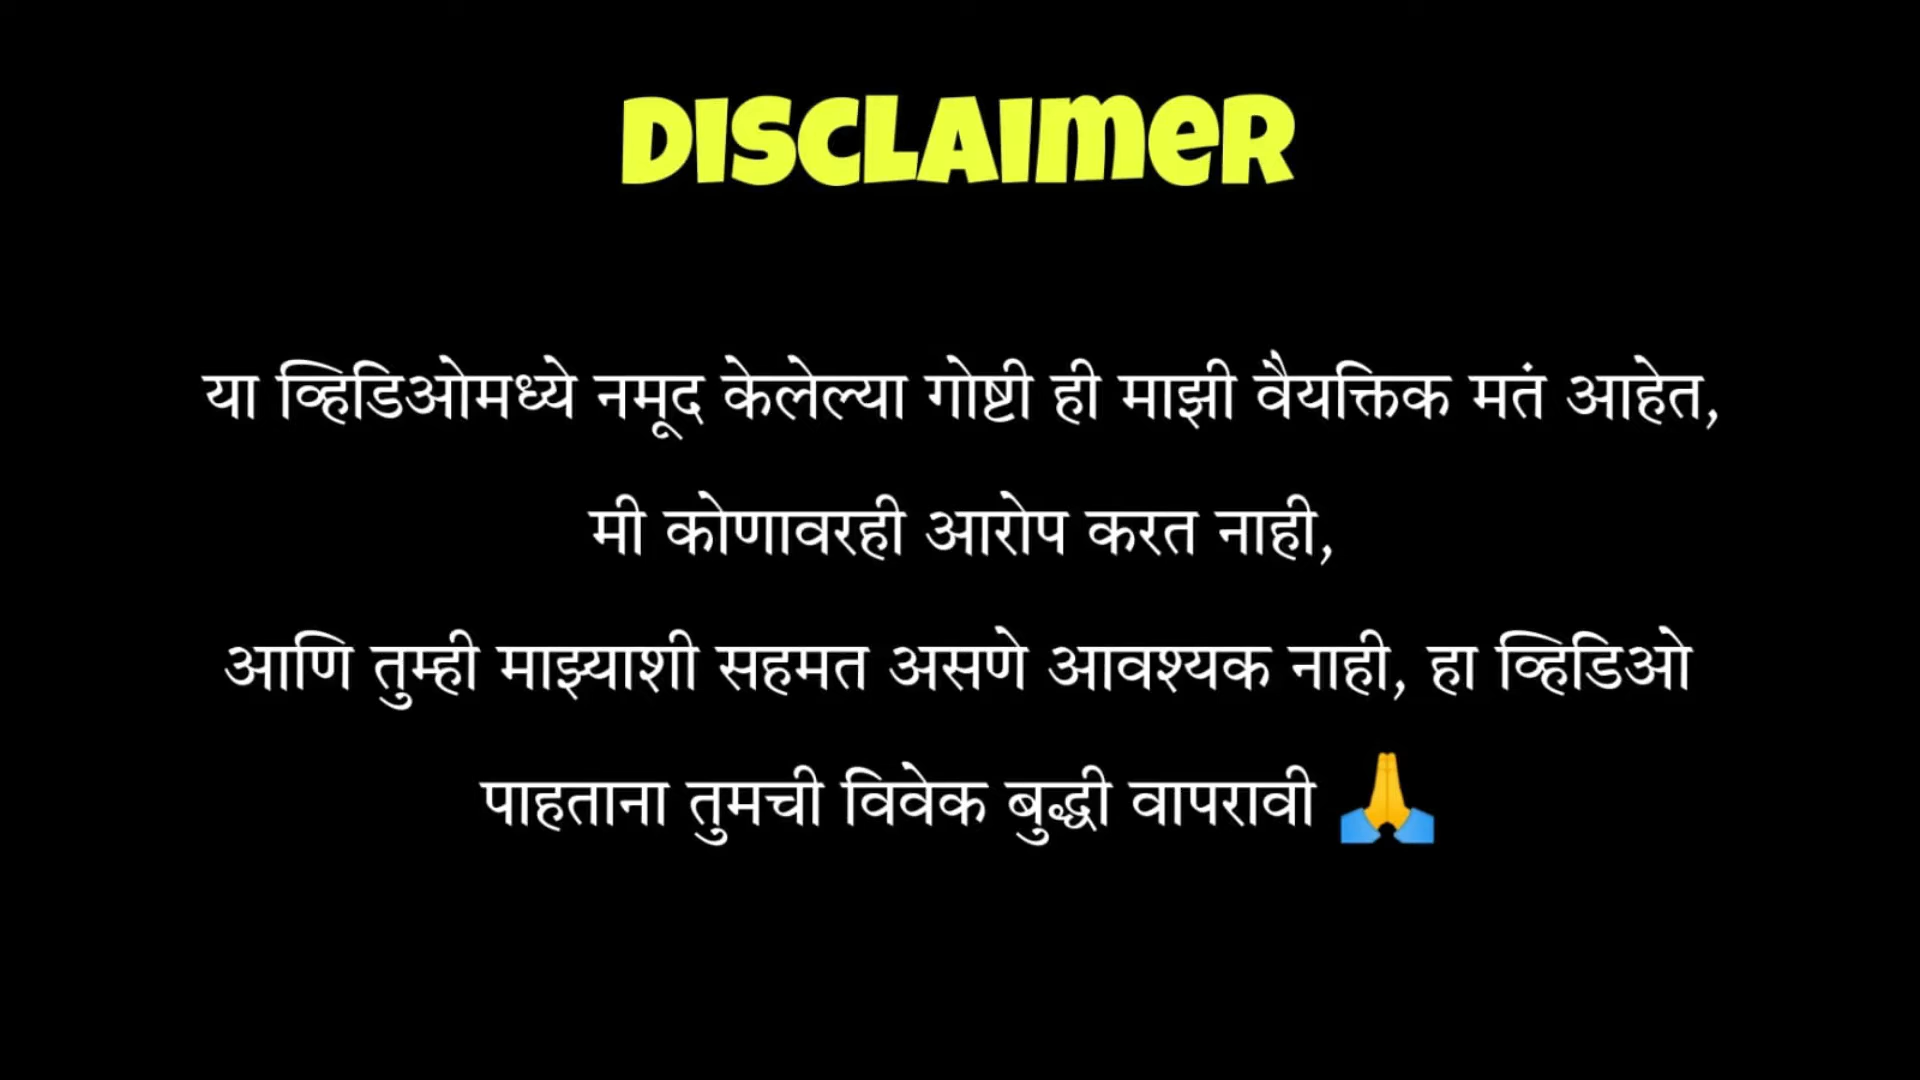 DISCLAIMER
या व्हिडिओमध्ये नमूद केलेल्या गोष्टी ही माझी वैयक्तिक मतं आहेत,
मी कोणावरही आरोप करत नाही,
आणि तुम्ही माझ्याशी सहमत असणे आवश्यक नाही, हा व्हिडिओ
पाहताना तुमची विवेक बुद्धी वापरावी 🙏